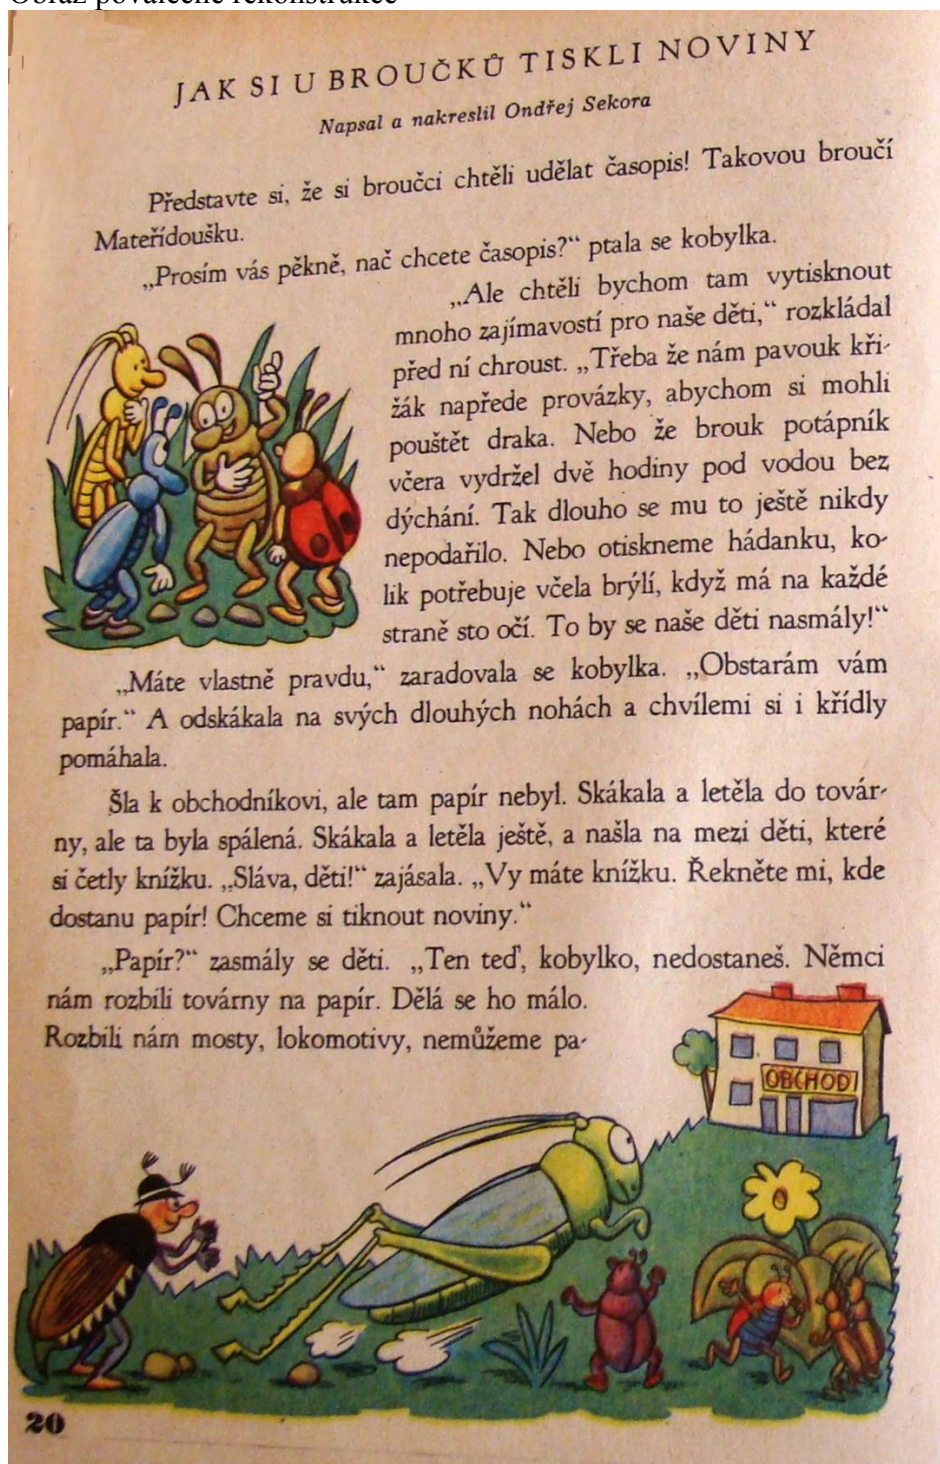 Obraz poválečné rekonstrukce
JAK SI U BROUČKŮ TISKLI NOVINY
Napsal a nakreslil Ondřej Sekora
Představte si, že si broučci chtěli udělat časopis! Takovou broučí
Mateřídoušku.
„Prosím vás pěkně, nač chcete časopis?“ ptala se kobylka.
„Ale chtěli bychom tam vytisknout
mnoho zajímavostí pro naše děti,“ rozkládal
před ní chroust. „Třeba že nám pavouk kři-
žák napřede provázky, abychom si mohli
pouštět draka. Nebo že brouk potápník
včera vydržel dvě hodiny pod vodou bez
dýchání. Tak dlouho se mu to ještě nikdy
nepodařilo. Nebo otiskneme hádanku, ko-
lik potřebuje včela brýlí, když má na každé
straně sto očí. To by se naše děti nasmály!“
„Máte vlastně pravdu,“ zaradovala se kobylka. „Obstarám vám
papír.“ A odskákala na svých dlouhých nohách a chvílemi si i křídly
pomáhala.
Šla k obchodníkovi, ale tam papír nebyl. Skákala a letěla do továr-
ny, ale ta byla spálená. Skákala a letěla ještě, a našla na mezi děti, které
si četly knížku. „Sláva, děti!“ zajásala. „Vy máte knížku. Řekněte mi, kde
dostanu papír! Chceme si tiknout noviny.“
„Papír?“ zasmály se děti. „Ten teď, kobylko, nedostaneš. Němci
nám rozbili továrny na papír. Dělá se ho málo.
Rozbili nám mosty, lokomotivy, nemůžeme pa-
OBCHOD
20